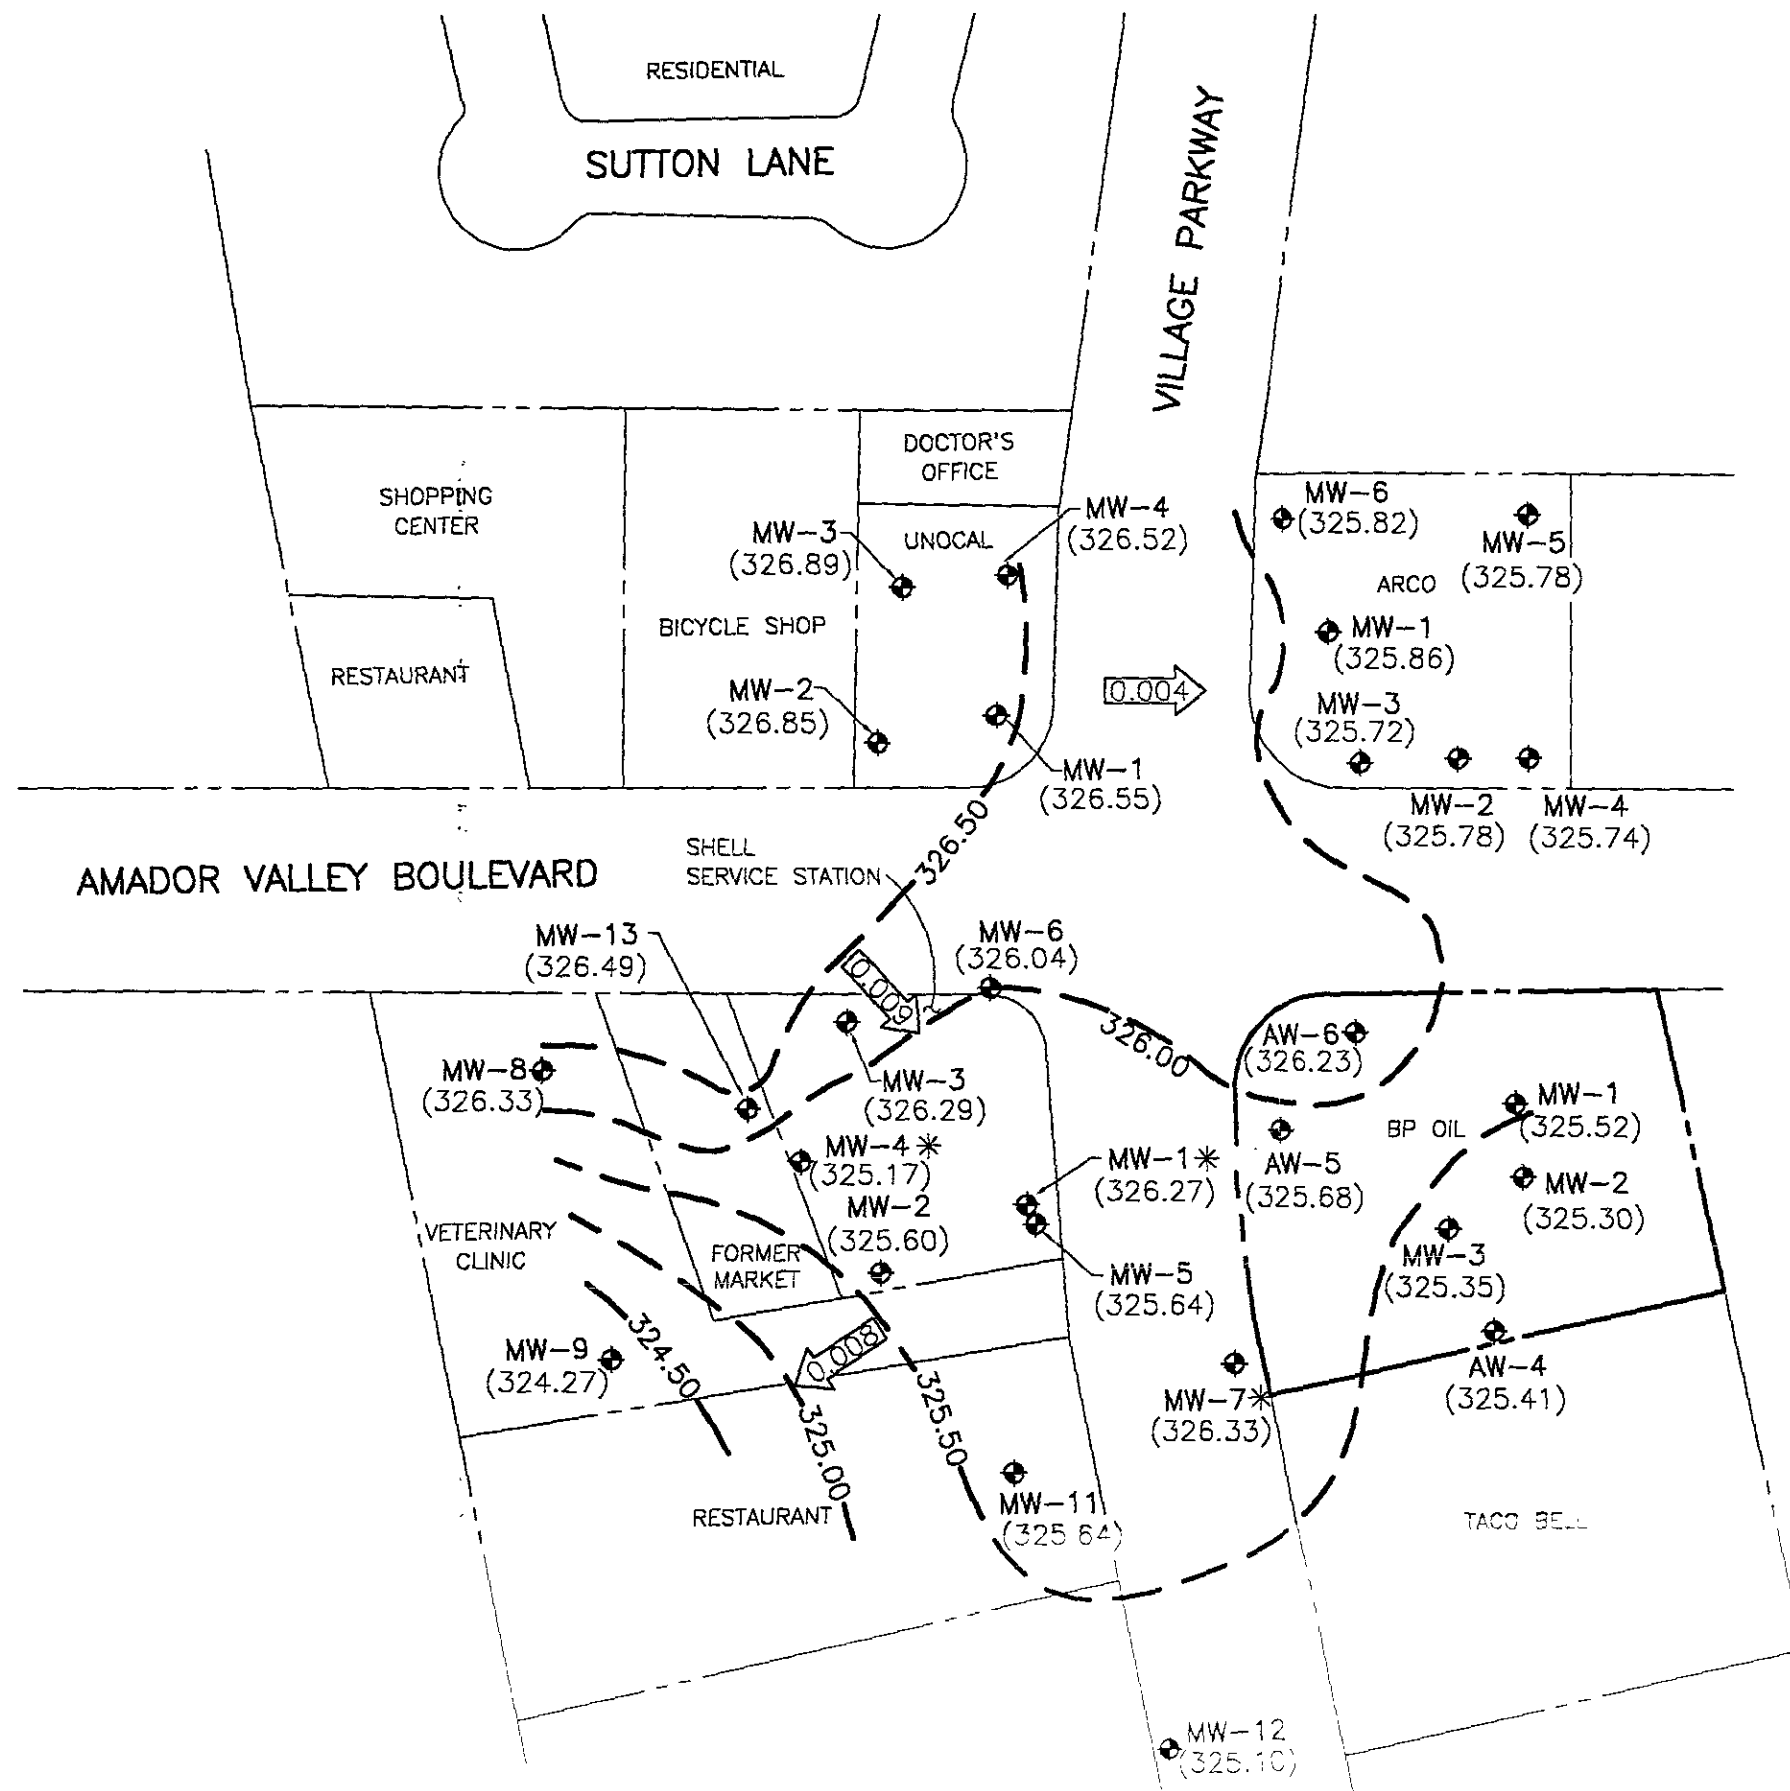 RESIDENTIAL
SUTTON LANE
VILLAGE PARKWAY
DOCTOR'S
OFFICE
SHOPPING
CENTER
MW-3
(326.89)
UNOCAL
MW-4
(326.52)
MW-6
(325.82)
MW-5
(325.78)
ARCO
BICYCLE SHOP
MW-1
(325.86)
RESTAURANT
MW-2
(326.85)
0.004
MW-3
(325.72)
MW-1
(326.55)
MW-2
(325.78)
MW-4
(325.74)
326.50
SHELL
SERVICE STATION
AMADOR VALLEY BOULEVARD
MW-13
(326.49)
MW-6
(326.04)
0.009
326.00
AW-6
(326.23)
MW-8
(326.33)
MW-3
(326.29)
MW-1
(325.52)
BP OIL
MW-4*
(325.17)
MW-1*
(326.27)
AW-5
(325.68)
MW-2
(325.30)
MW-2
(325.60)
VETERINARY
CLINIC
FORMER
MARKET
MW-3
(325.35)
MW-5
(325.64)
MW-9
(324.27)
324.50
0.008
AW-4
(325.41)
MW-7*
(326.33)
325.00
325.50
MW-11
(325.64)
RESTAURANT
TACO BELL
MW-12
(325.10)